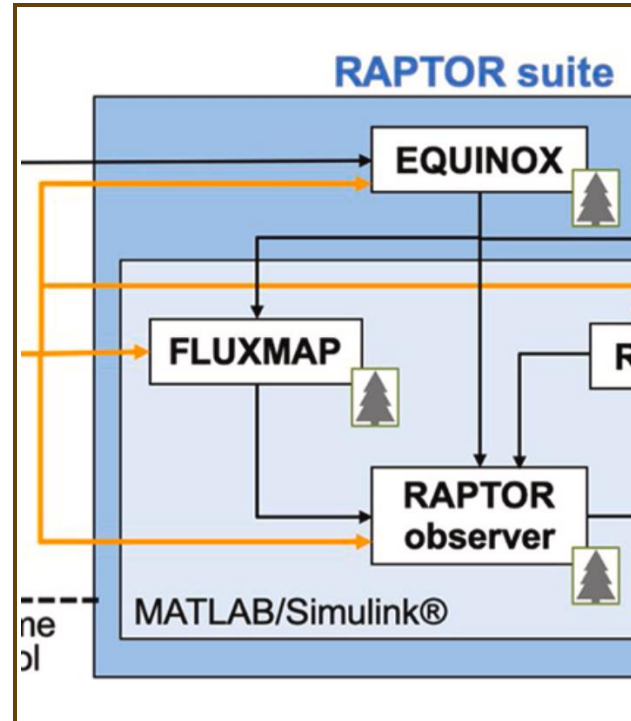 RAPTOR suite
EQUINOX
FLUXMAP
RAPTOR
observer
MATLAB/Simulink®